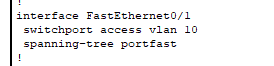 !
interface FastEthernet0/1
 switchport access vlan 10
 spanning-tree portfast
!